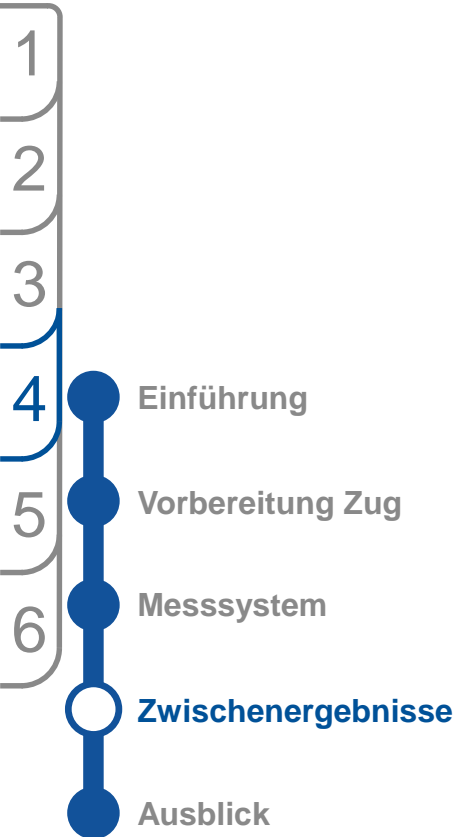 1
2
3
4
Einführung
5
Vorbereitung Zug
6
Messsystem
Zwischenergebnisse
Ausblick